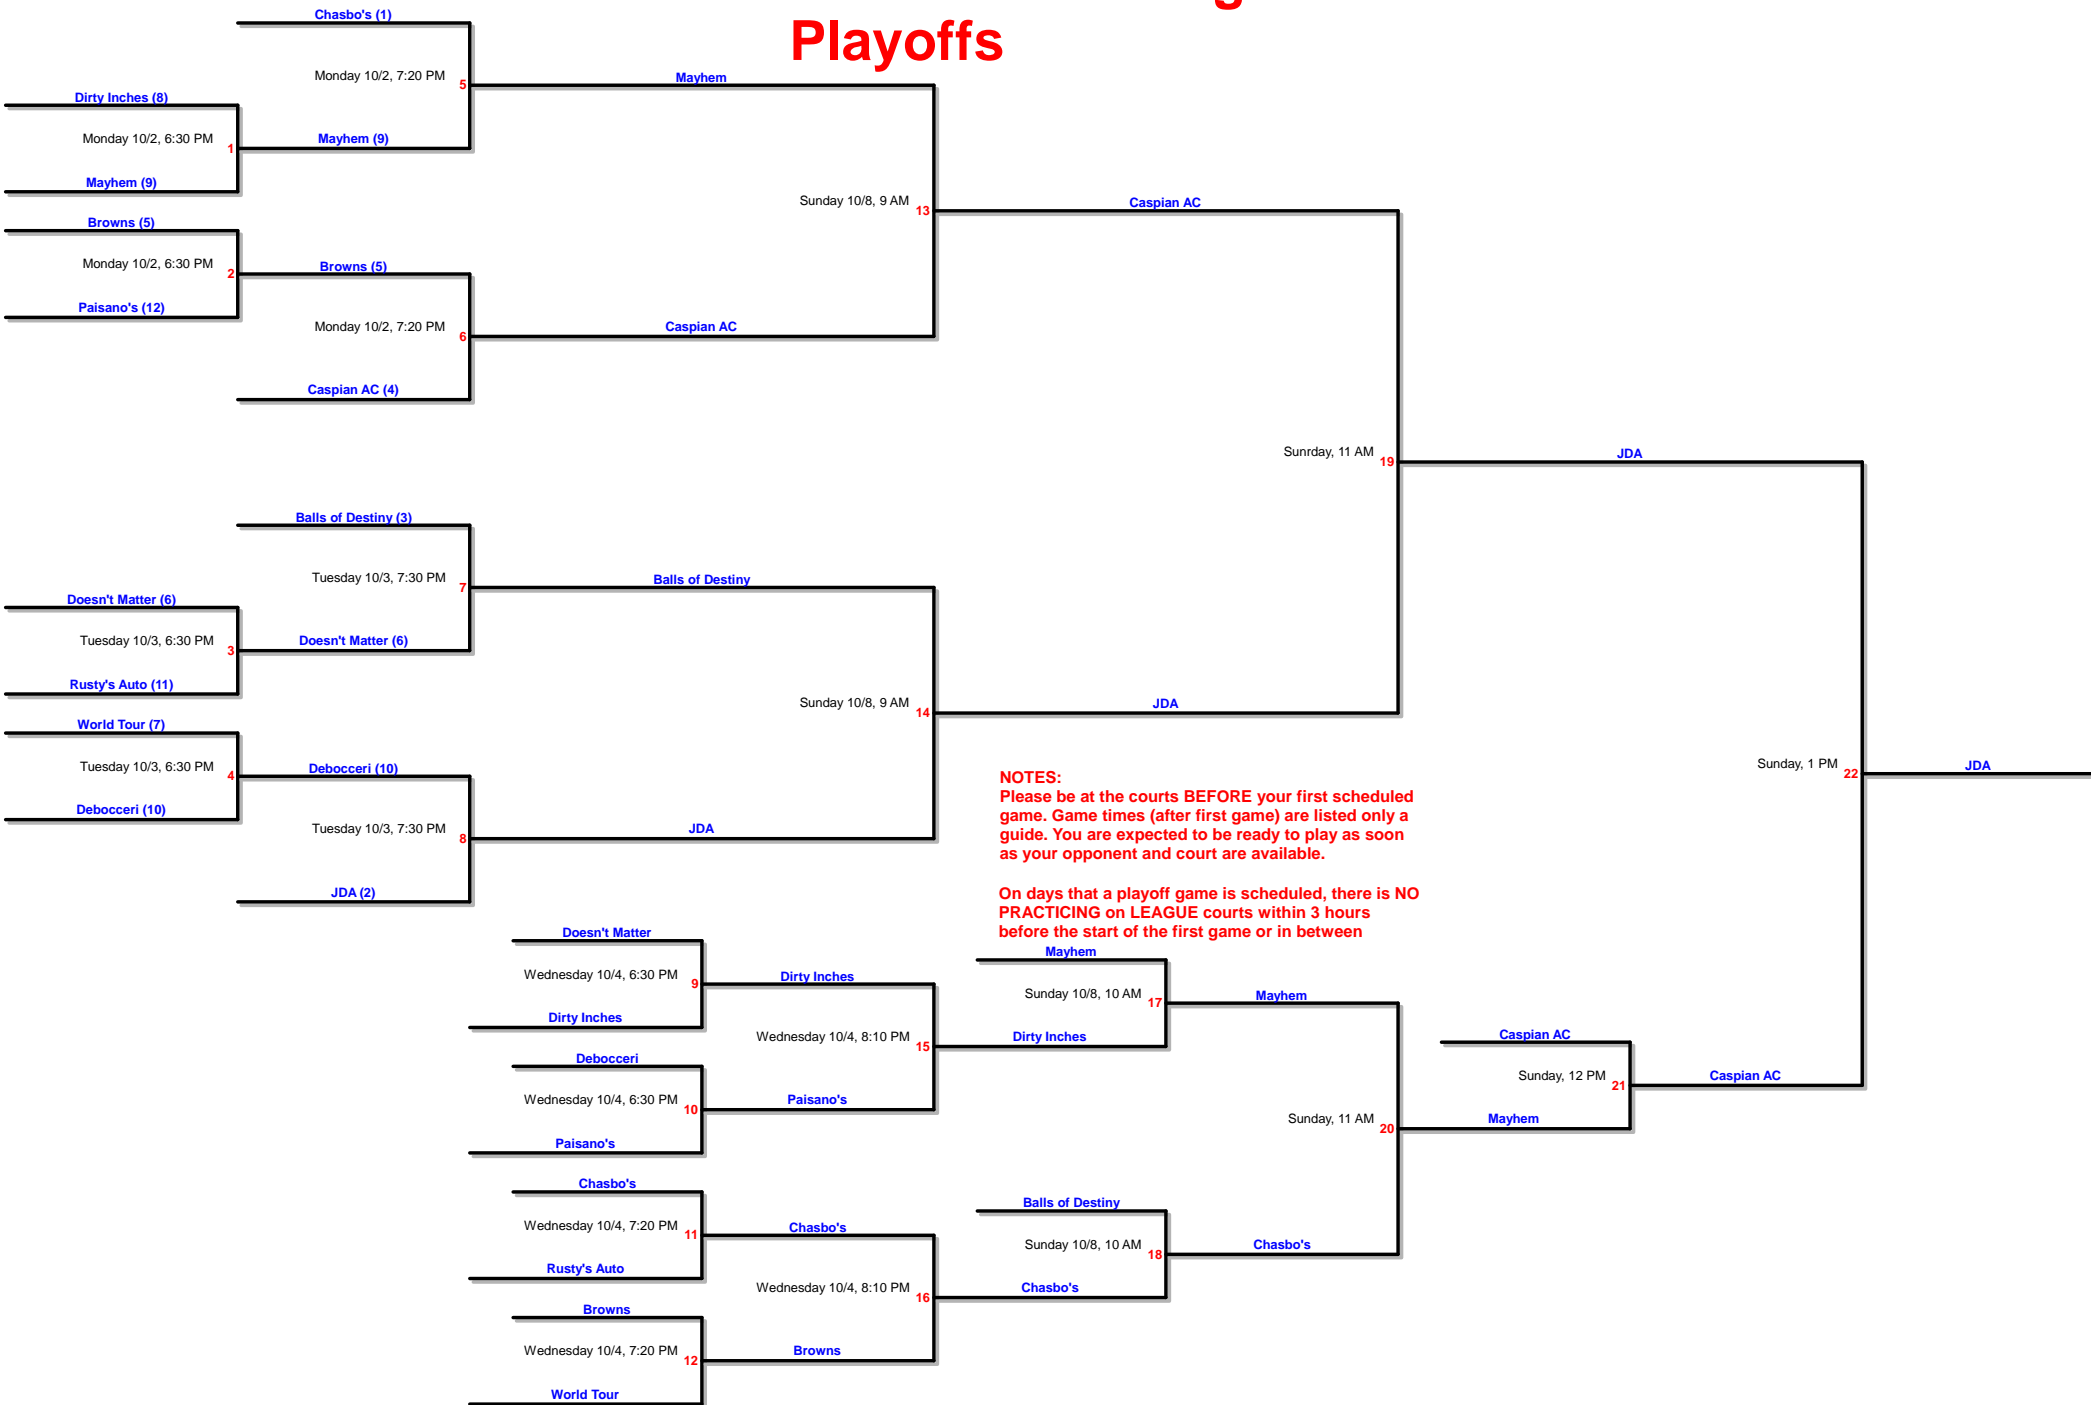 Playoffs
Chasbo's (1)
Monday 10/2, 7:20 PM
5
Mayhem
Dirty Inches (8)
Monday 10/2, 6:30 PM
1
Mayhem (9)
Mayhem (9)
Sunday 10/8, 9 AM
13
Caspian AC
Browns (5)
Monday 10/2, 6:30 PM
2
Browns (5)
Paisano's (12)
Monday 10/2, 7:20 PM
6
Caspian AC
Caspian AC (4)
Sunrday, 11 AM
19
JDA
Balls of Destiny (3)
Tuesday 10/3, 7:30 PM
7
Balls of Destiny
Doesn't Matter (6)
Tuesday 10/3, 6:30 PM
3
Doesn't Matter (6)
Rusty's Auto (11)
Sunday 10/8, 9 AM
14
JDA
World Tour (7)
Tuesday 10/3, 6:30 PM
4
Debocceri (10)
Debocceri (10)
Tuesday 10/3, 7:30 PM
8
JDA
JDA (2)
Sunday, 1 PM
22
JDA
NOTES:
Please be at the courts BEFORE your first scheduled
game. Game times (after first game) are listed only a
guide. You are expected to be ready to play as soon
as your opponent and court are available.
On days that a playoff game is scheduled, there is NO
PRACTICING on LEAGUE courts within 3 hours
before the start of the first game or in between
Doesn't Matter
Wednesday 10/4, 6:30 PM
9
Dirty Inches
Dirty Inches
Wednesday 10/4, 8:10 PM
15
Dirty Inches
Mayhem
Sunday 10/8, 10 AM
17
Mayhem
Debocceri
Wednesday 10/4, 6:30 PM
10
Paisano's
Paisano's
Sunday, 11 AM
20
Mayhem
Caspian AC
Sunday, 12 PM
21
Caspian AC
Chasbo's
Wednesday 10/4, 7:20 PM
11
Chasbo's
Rusty's Auto
Wednesday 10/4, 8:10 PM
16
Chasbo's
Balls of Destiny
Sunday 10/8, 10 AM
18
Chasbo's
Browns
Wednesday 10/4, 7:20 PM
12
Browns
World Tour